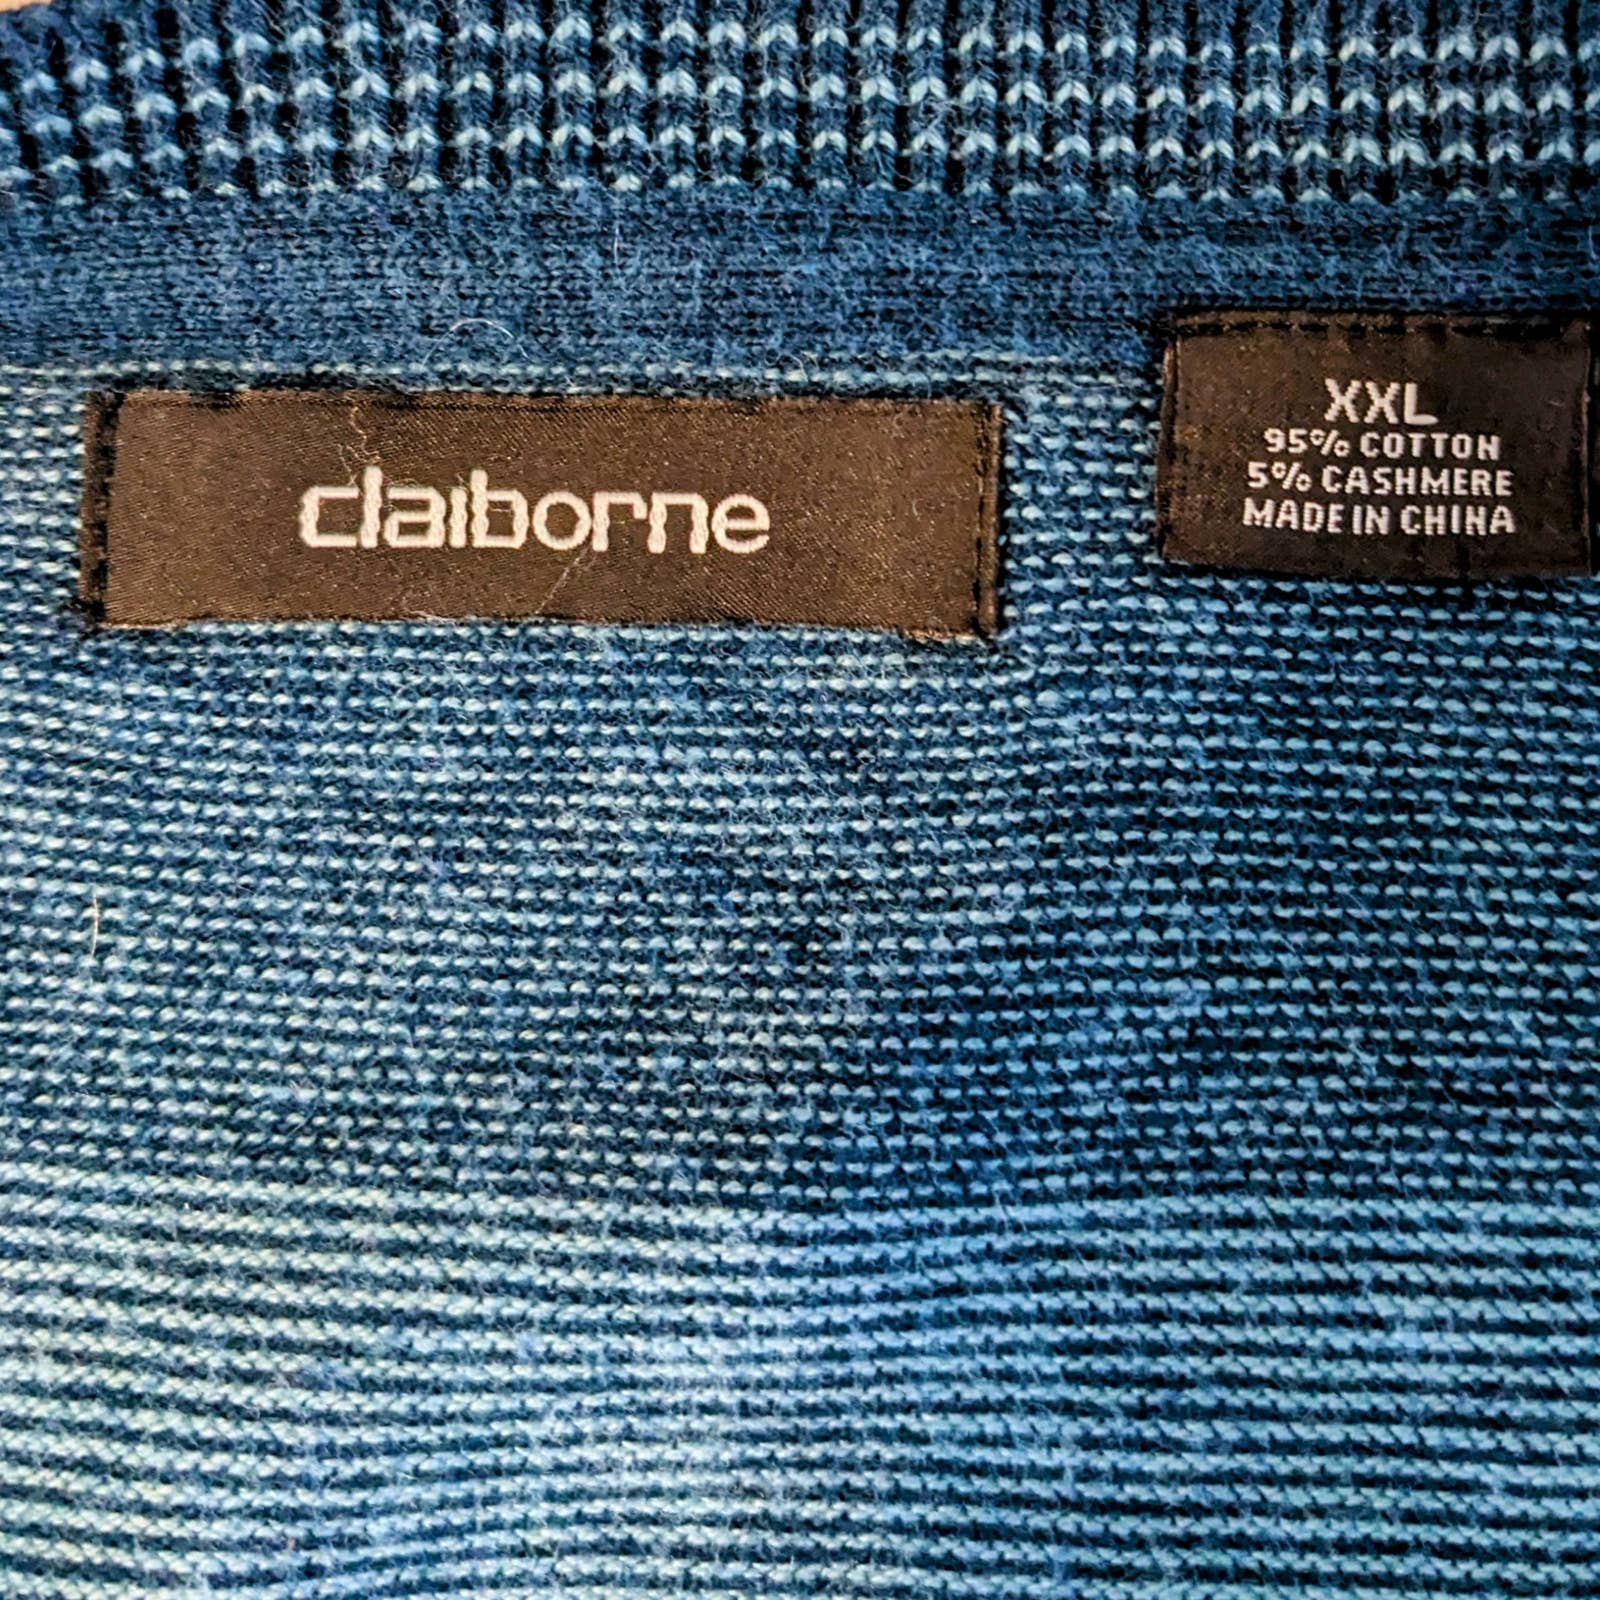 claiborne
XXL
95% COTTON
5% CASHMERE
MADE IN CHINA